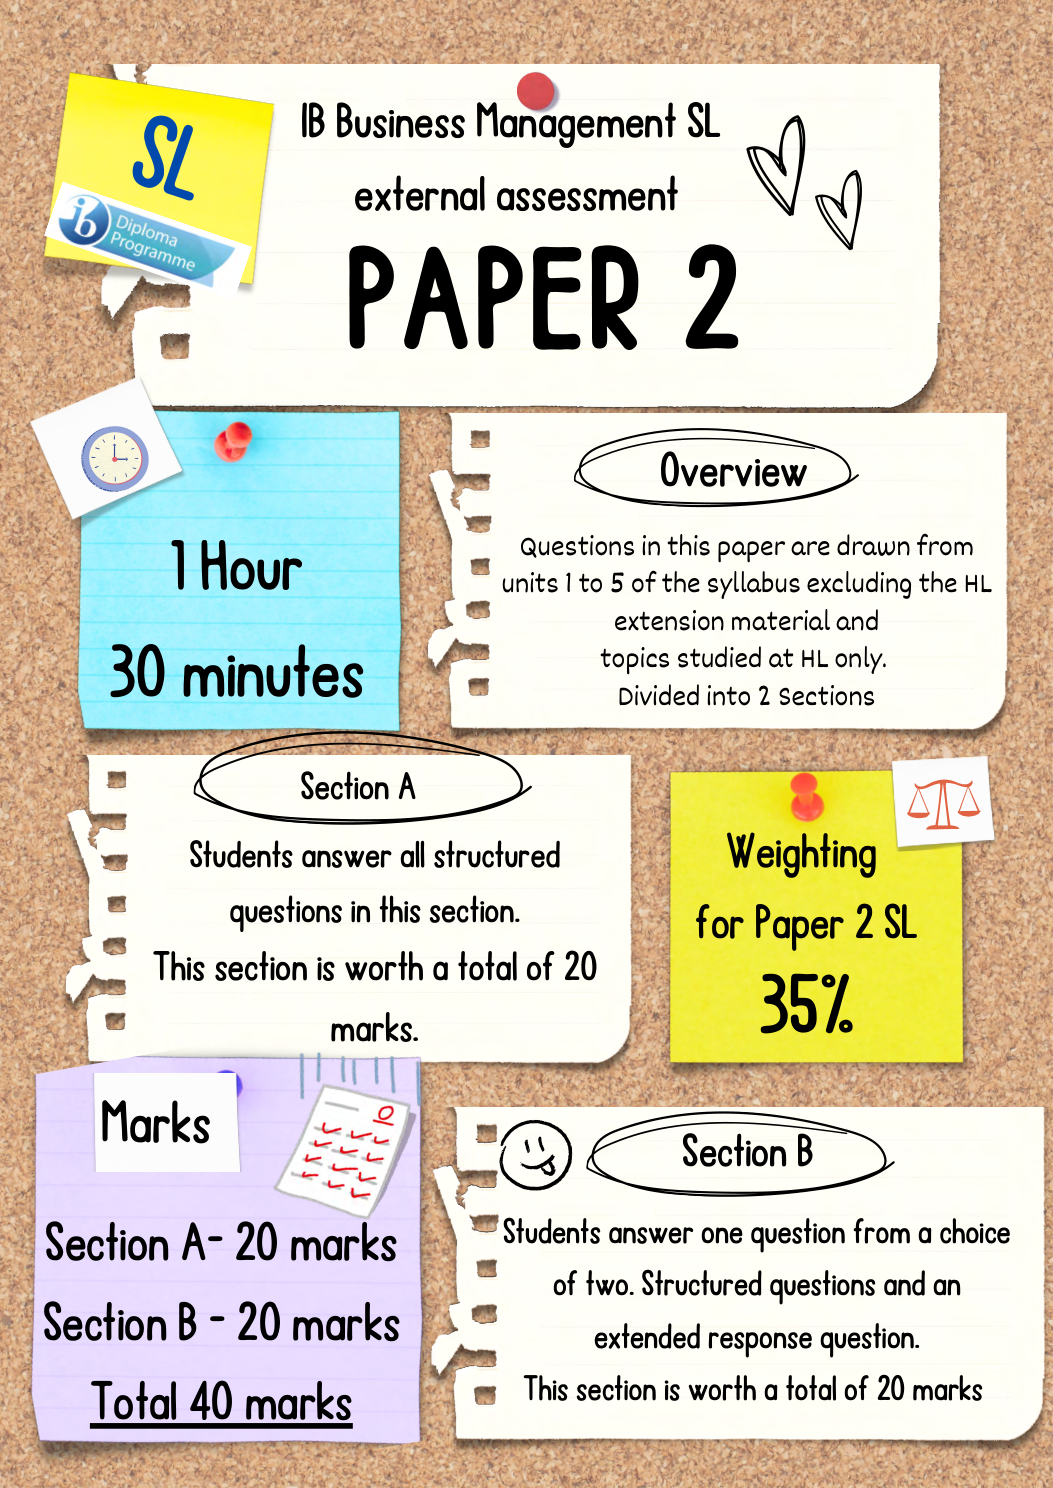 SL
ib
Diploma
Programme
IB Business Management SL
external assessment
PAPER 2
1 Hour
30 minutes
Overview
Questions in this paper are drawn from
units 1 to 5 of the syllabus excluding the HL
extension material and
topics studied at HL only.
Divided into 2 Sections
Section A
Students answer all structured
questions in this section.
This section is worth a total of 20
marks.
Weighting
for Paper 2 SL
35%
Marks
Section A- 20 marks
Section B - 20 marks
Total 40 marks
Section B
Students answer one question from a choice
of two. Structured questions and an
extended response question.
This section is worth a total of 20 marks